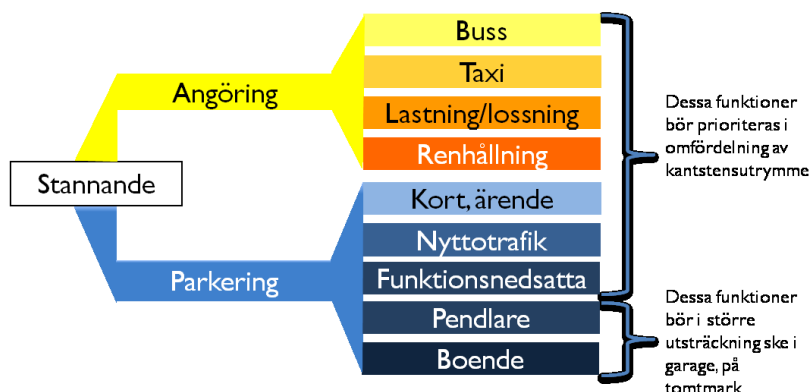 Stannande
Angöring
Buss
Taxi
Lastning/lossning
Renhållning
Parkering
Kort, ärende
Nyttotrafik
Funktionsnedsatta
Pendlare
Boende
Dessa funktioner
bör prioriteras i
omfördelning av
kantstensutrymme
Dessa funktioner
bör i större
utsträckning ske i
garage, på
tomtmark